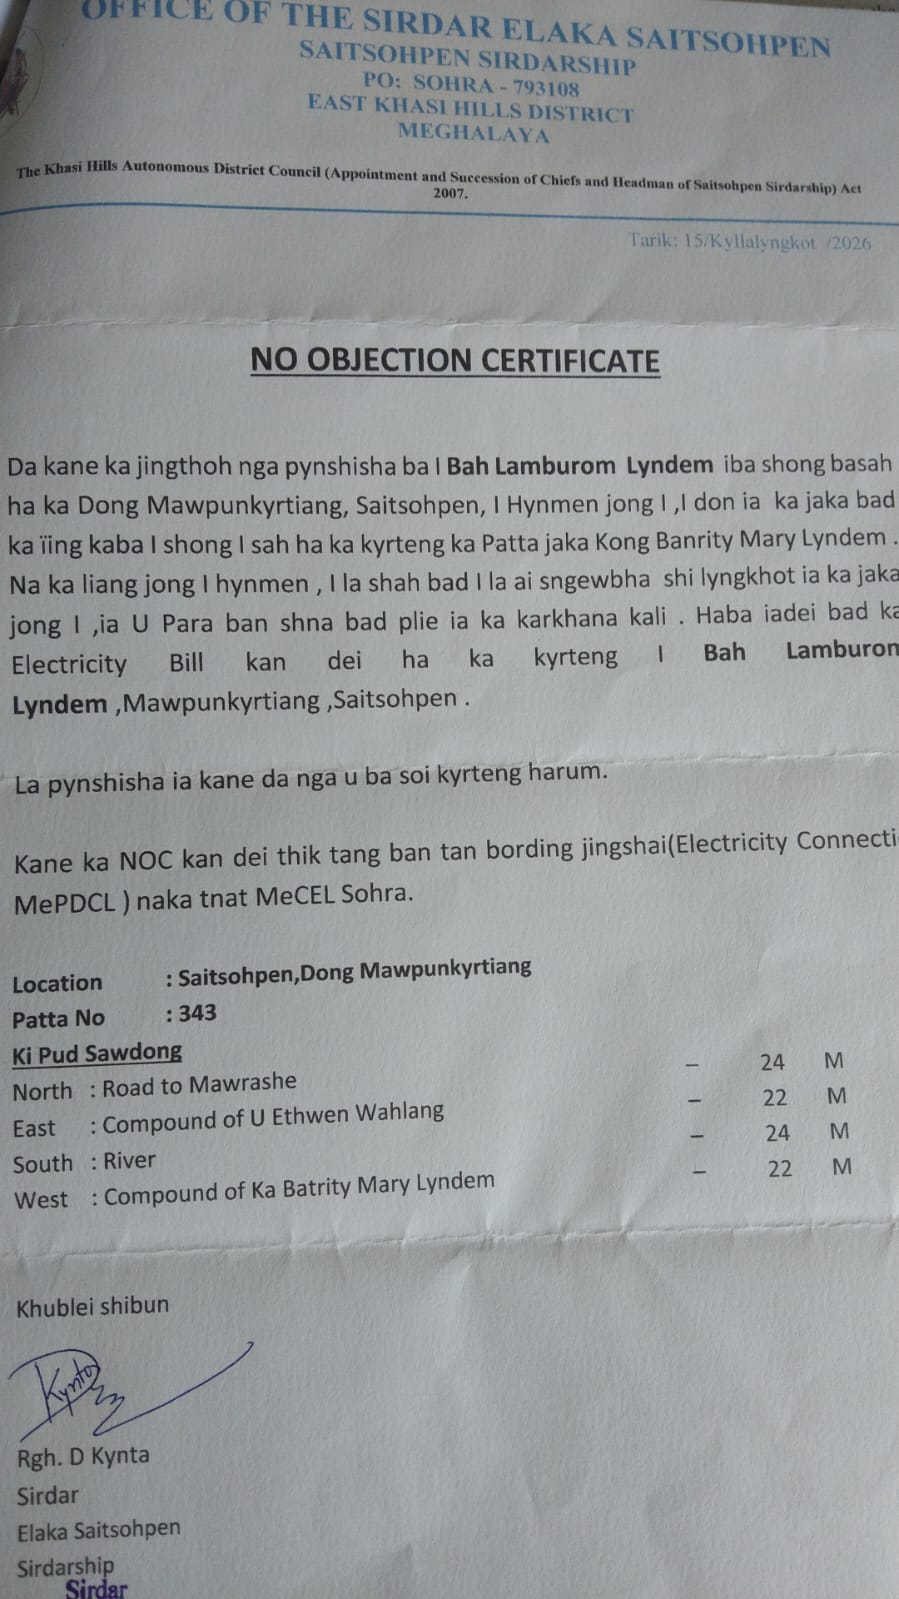 OFFICE OF THE SIRDAR ELAKA SAITSOHPEN
SAITSOHPEN SIRDARSHIP
PO: SOHRA - 793108
EAST KHASI HILLS DISTRICT
MEGHALAYA
The Khasi Hills Autonomous District Council (Appointment and Succession of Chiefs and Headman of Saitsohpen Sirdarship) Act
2007.
Tarik: 15/Kyllalyngkot /2026
NO OBJECTION CERTIFICATE
Da kane ka jingthoh nga pynshisha ba I Bah Lamburom Lyndem iba shong basah
ha ka Dong Mawpunkyrtiang, Saitsohpen, I Hynmen jong I ,I don ia ka jaka bad
ka ïing kaba I shong I sah ha ka kyrteng ka Patta jaka Kong Banrity Mary Lyndem .
Na ka liang jong I hynmen , I la shah bad I la ai sngewbha shi lyngkhot ia ka jaka
jong I ,ia U Para ban shna bad plie ia ka karkhana kali . Haba iadei bad ka
Electricity Bill kan dei ha ka kyrteng I Bah Lamburom
Lyndem ,Mawpunkyrtiang ,Saitsohpen .
La pynshisha ia kane da nga u ba soi kyrteng harum.
Kane ka NOC kan dei thik tang ban tan bording jingshai(Electricity Connecti
MePDCL ) naka tnat MeCEL Sohra.
Location : Saitsohpen,Dong Mawpunkyrtiang
Patta No : 343
Ki Pud Sawdong
North : Road to Mawrashe – 24 M
East : Compound of U Ethwen Wahlang – 22 M
South : River – 24 M
West : Compound of Ka Batrity Mary Lyndem – 22 M
Khublei shibun
Kynta
Rgh. D Kynta
Sirdar
Elaka Saitsohpen
Sirdarship
Sirdar